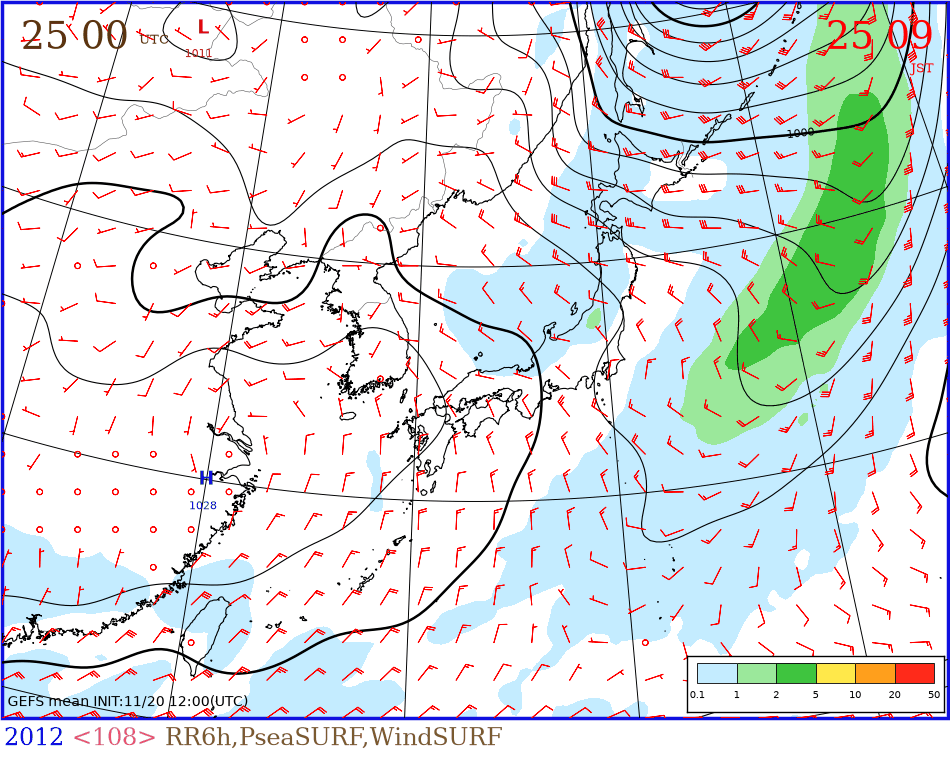 25 00 UTC
25 09
JST
L
1011
1000
H
1028
0.1 1 2 5 10 20 50
GEFS mean INIT:11/20 12:00(UTC)
2012 <108> RR6h,PseaSURF,WindSURF